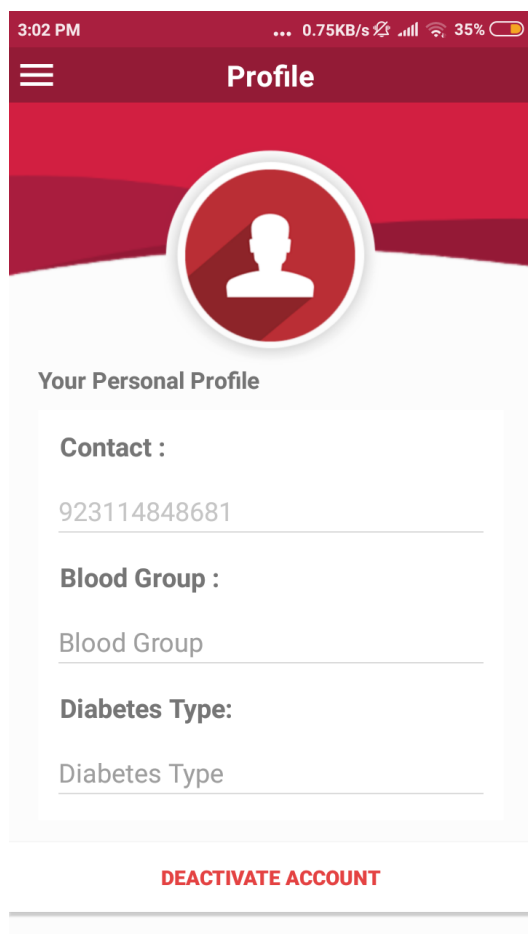 3:02 PM ... 0.75KB/s 35%
Profile
Your Personal Profile
Contact :
923114848681
Blood Group :
Blood Group
Diabetes Type:
Diabetes Type
DEACTIVATE ACCOUNT